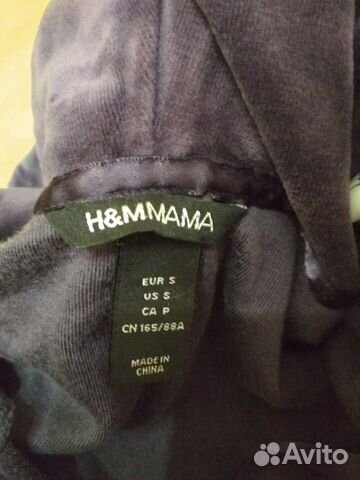 H&M MAMA
EUR S
US S
CA P
CN 165/88A
MADE IN
CHINA
Avito